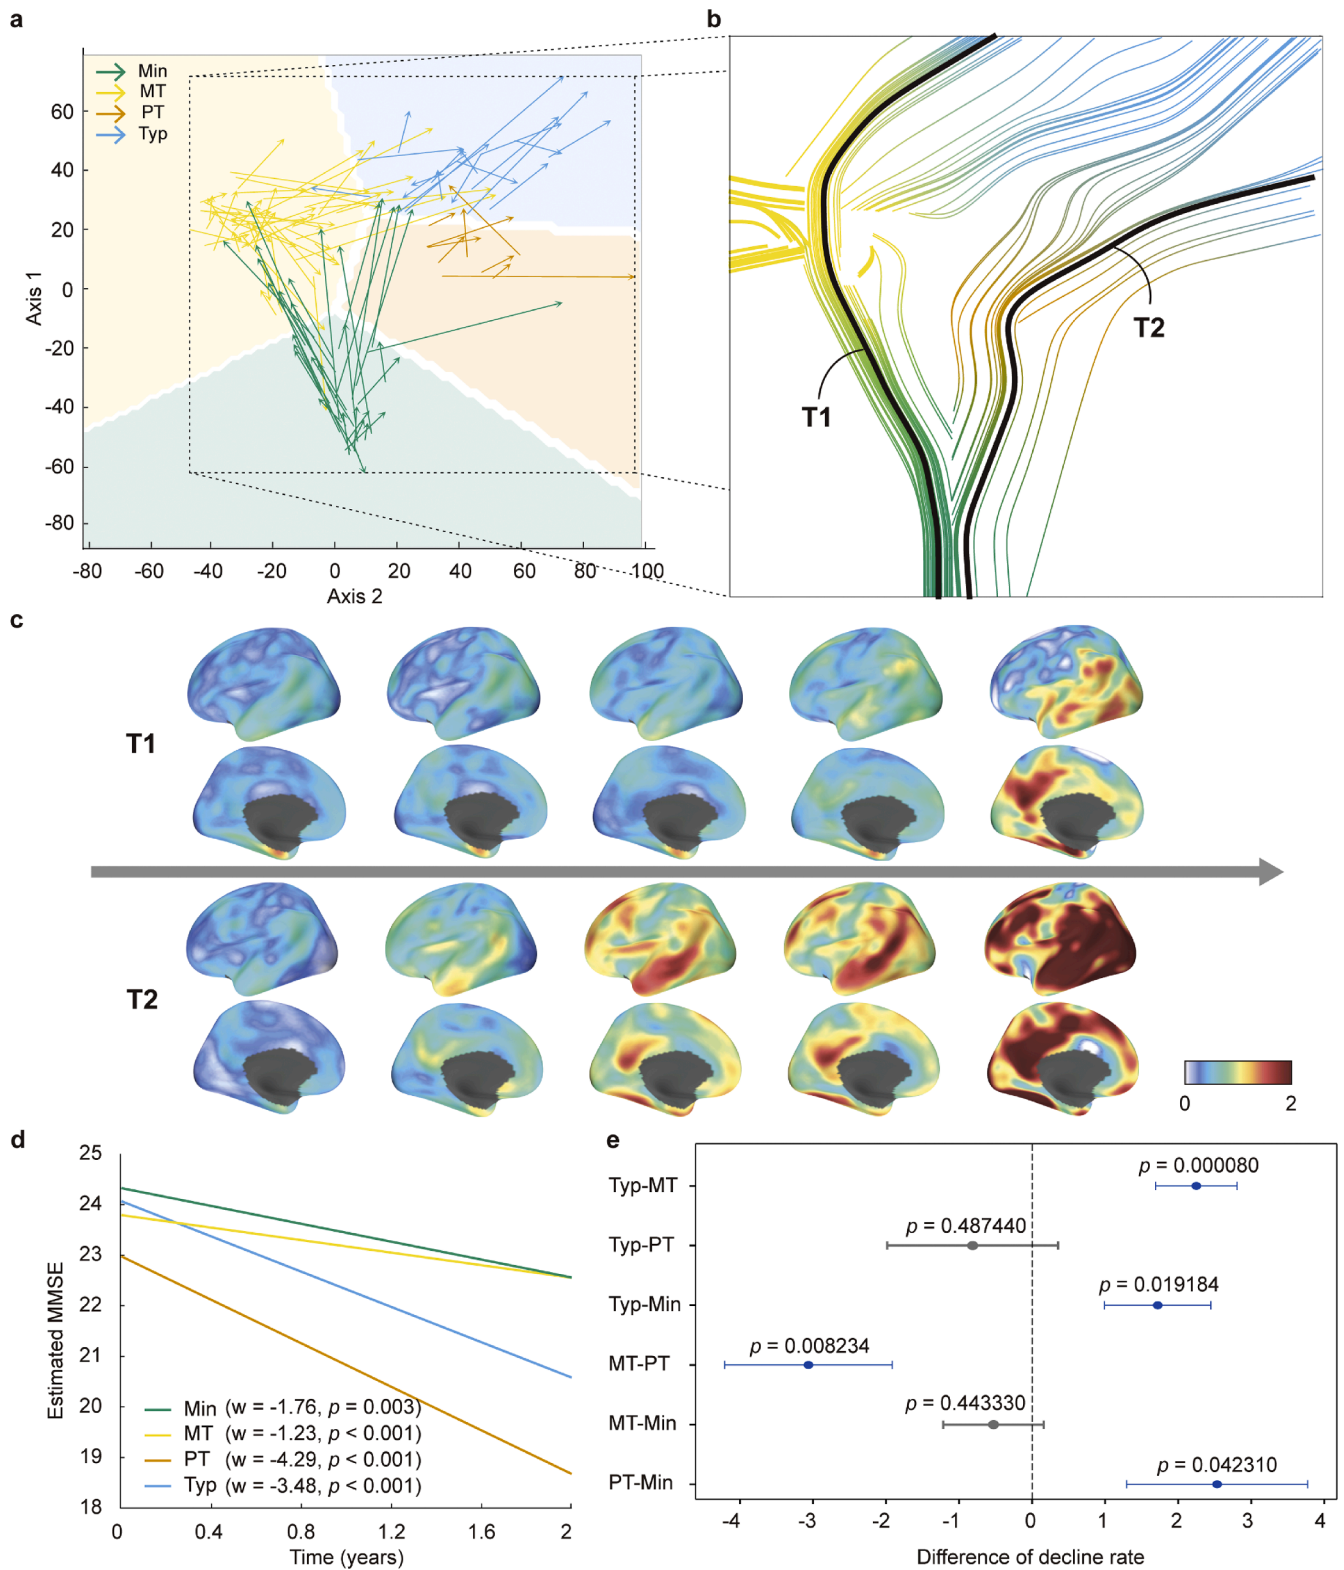 a
b
Min
MT
PT
Typ
60
40
20
0
-20
-40
-60
-80
Axis 1
-80 -60 -40 -20 0 20 40 60 80 100
Axis 2
T1
T2
c
T1
T2
0 2
d
25
24
23
22
21
20
19
18
Estimated MMSE
Min (w = -1.76, p = 0.003)
MT (w = -1.23, p < 0.001)
PT (w = -4.29, p < 0.001)
Typ (w = -3.48, p < 0.001)
0 0.4 0.8 1.2 1.6 2
Time (years)
e
Typ-MT
p = 0.000080
Typ-PT
p = 0.487440
Typ-Min
p = 0.019184
MT-PT
p = 0.008234
MT-Min
p = 0.443330
PT-Min
p = 0.042310
-4 -3 -2 -1 0 1 2 3 4
Difference of decline rate